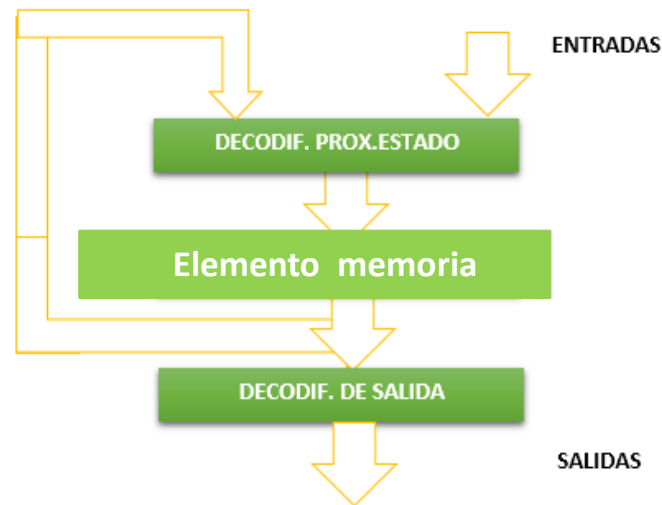 ENTRADAS
DECODIF. PROX.ESTADO
Elemento memoria
DECODIF. DE SALIDA
SALIDAS